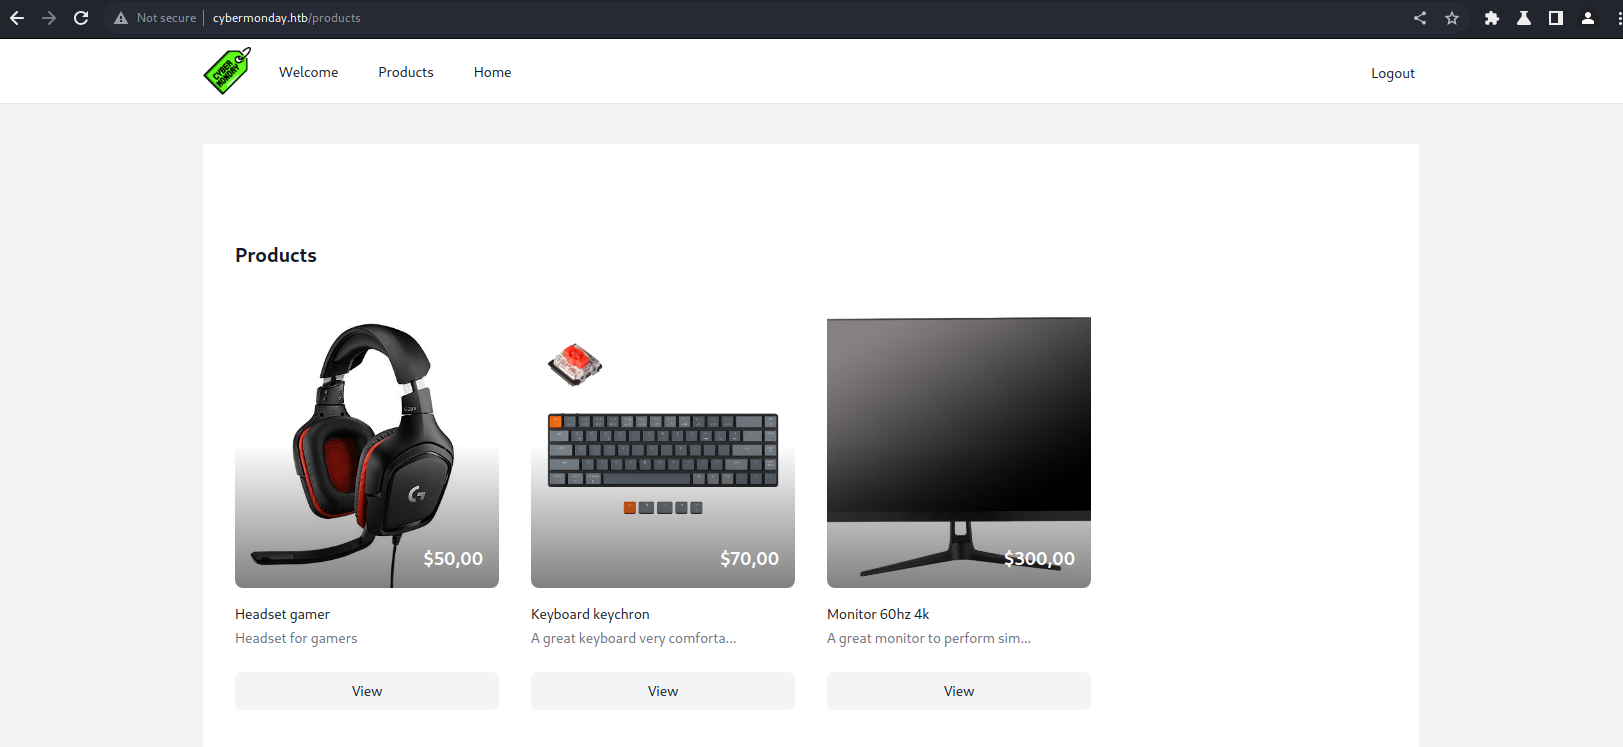 Not secure cybermonday.htb/products
CYBER MONDAY Welcome Products Home Logout
Products
$50,00 $70,00 $300,00
Headset gamer Keyboard keychron Monitor 60hz 4k
Headset for gamers A great keyboard very comforta... A great monitor to perform sim...
View View View